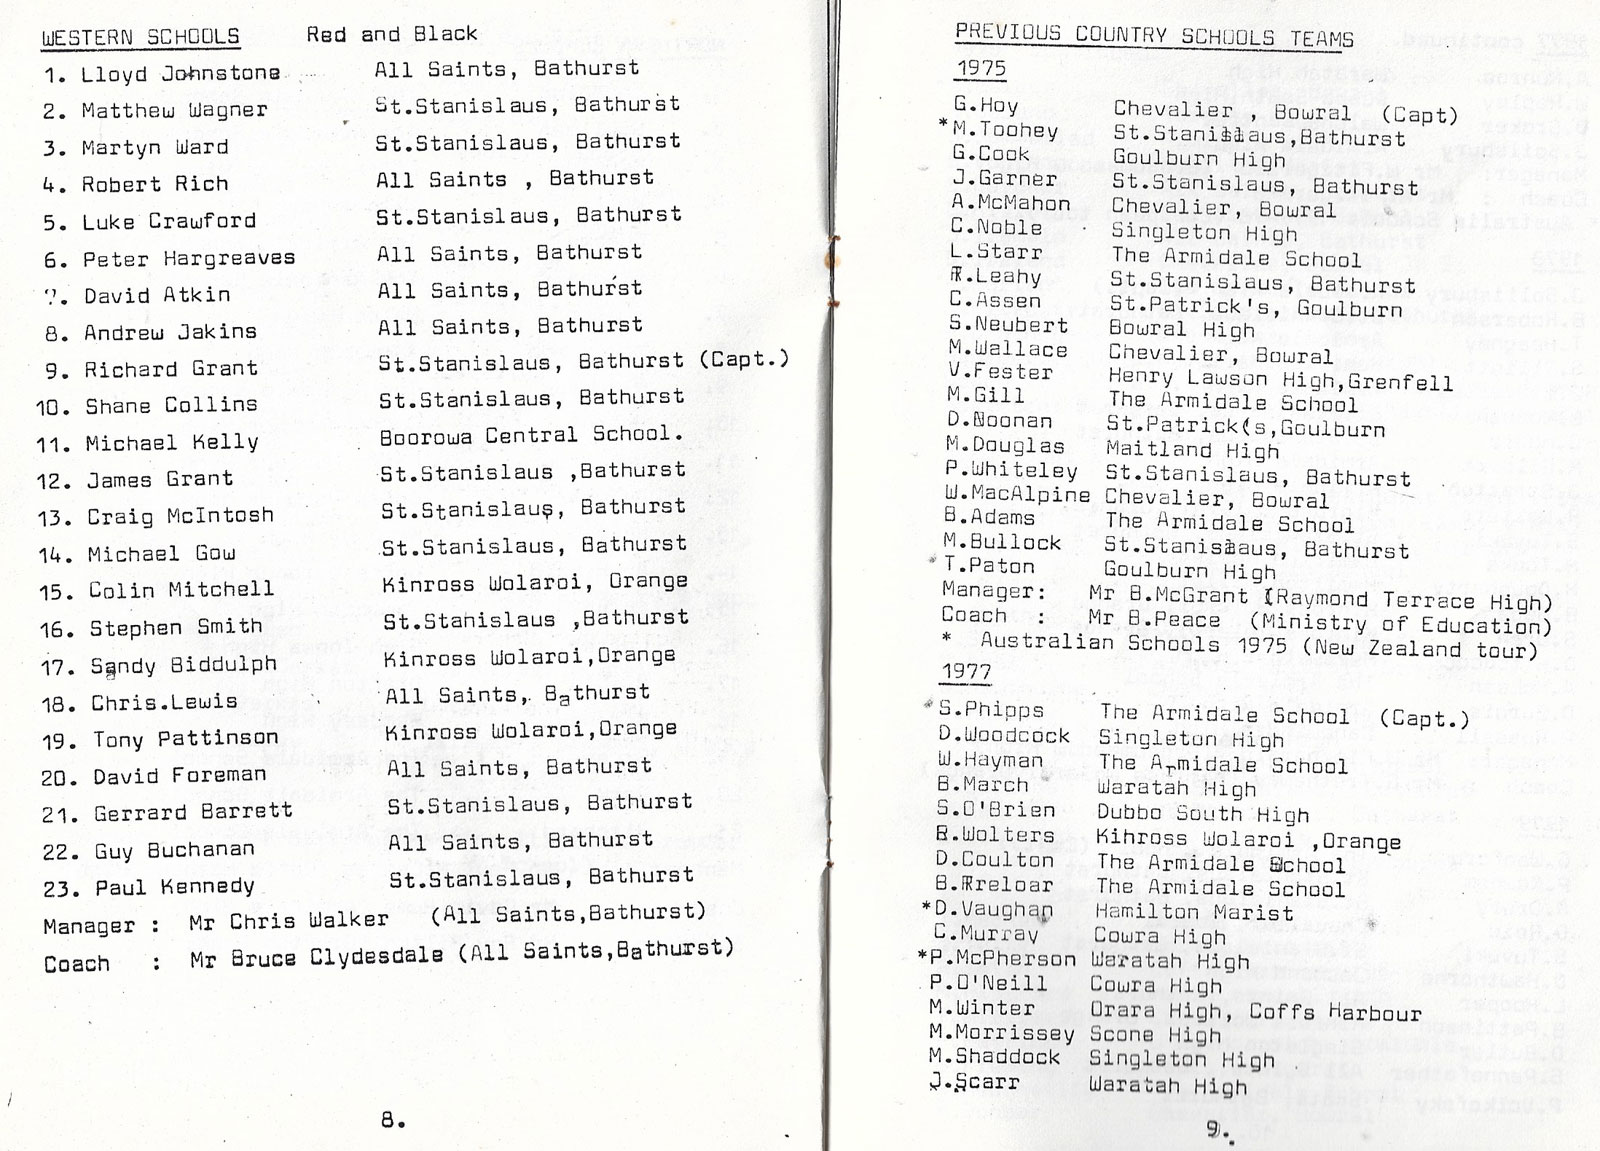 WESTERN SCHOOLS Red and Black
1. Lloyd Johnstone All Saints, Bathurst
2. Matthew Wagner St.Stanislaus, Bathurst
3. Martyn Ward St.Stanislaus, Bathurst
4. Robert Rich All Saints , Bathurst
5. Luke Crawford St.Stanislaus, Bathurst
6. Peter Hargreaves All Saints, Bathurst
7. David Atkin All Saints, Bathurst
8. Andrew Jakins All Saints, Bathurst
9. Richard Grant St.Stanislaus, Bathurst (Capt.)
10. Shane Collins St.Stanislaus, Bathurst
11. Michael Kelly Boorowa Central School.
12. James Grant St.Stanislaus ,Bathurst
13. Craig McIntosh St.Stanislaus, Bathurst
14. Michael Gow St.Stanislaus, Bathurst
15. Colin Mitchell Kinross Wolaroi, Orange
16. Stephen Smith St.Stahislaus ,Bathurst
17. Sandy Biddulph Kinross Wolaroi,Orange
18. Chris.Lewis All Saints, Bathurst
19. Tony Pattinson Kinross Wolaroi,Orange
20. David Foreman All Saints, Bathurst
21. Gerrard Barrett St.Stanislaus, Bathurst
22. Guy Buchanan All Saints, Bathurst
23. Paul Kennedy St.Stanislaus, Bathurst
Manager : Mr Chris Walker (All Saints,Bathurst)
Coach : Mr Bruce Clydesdale (All Saints,Bathurst)
8.
PREVIOUS COUNTRY SCHOOLS TEAMS
1975
G.Hoy Chevalier , Bowral (Capt)
*M.Toohey St.Stanislaus,Bathurst
G.Cook Goulburn High
J.Garner St.Stanislaus, Bathurst
A.McMahon Chevalier, Bowral
C.Noble Singleton High
L.Starr The Armidale School
Leahy St.Stanislaus, Bathurst
C.Assen St.Patrick's, Goulburn
S.Neubert Bowral High
M.Wallace Chevalier, Bowral
V.Fester Henry Lawson High,Grenfell
M.Gill The Armidale School
D.Noonan St.Patrick(s,Goulburn
M.Douglas Maitland High
P.Whiteley St.Stanislaus, Bathurst
W.MacAlpine Chevalier, Bowral
B.Adams The Armidale School
M.Bullock St.Stanislaus, Bathurst
*T.Paton Goulburn High
Manager: Mr B.McGrant (Raymond Terrace High)
Coach : Mr B.Peace (Ministry of Education)
* Australian Schools 1975 (New Zealand tour)
1977
*S.Phipps The Armidale School (Capt.)
D.Woodcock Singleton High
W.Hayman The Armidale School
B.March Waratah High
S.O'Brien Dubbo South High
R.Wolters Kihross Wolaroi ,Orange
D.Coulton The Armidale School
The Armidale School
*D.Vaughan Hamilton Marist
C.Murray Cowra High
*P.McPherson Waratah High
P.O'Neill Cowra High
M.Winter Orara High, Coffs Harbour
M.Morrissey Scone High
M.Shaddock Singleton High
J.Scarr Waratah High
9.